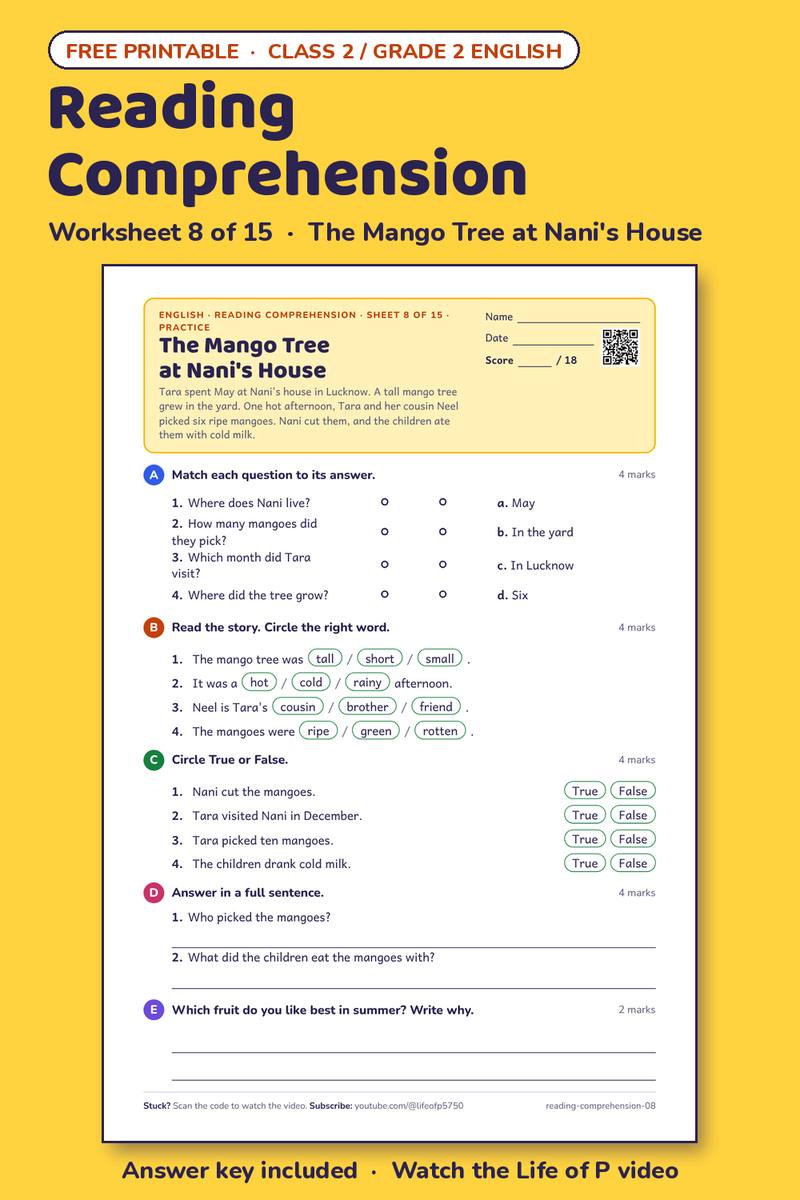 FREE PRINTABLE · CLASS 2 / GRADE 2 ENGLISH
Reading
Comprehension
Worksheet 8 of 15 · The Mango Tree at Nani's House
ENGLISH · READING COMPREHENSION · SHEET 8 OF 15 ·
PRACTICE
The Mango Tree
at Nani's House
Tara spent May at Nani's house in Lucknow. A tall mango tree
grew in the yard. One hot afternoon, Tara and her cousin Neel
picked six ripe mangoes. Nani cut them, and the children ate
them with cold milk.
Name
Date
Score / 18
A Match each question to its answer. 4 marks
1. Where does Nani live? a. May
2. How many mangoes did
they pick? b. In the yard
3. Which month did Tara
visit? c. In Lucknow
4. Where did the tree grow? d. Six
B Read the story. Circle the right word. 4 marks
1. The mango tree was tall / short / small .
2. It was a hot / cold / rainy afternoon.
3. Neel is Tara's cousin / brother / friend .
4. The mangoes were ripe / green / rotten .
C Circle True or False. 4 marks
1. Nani cut the mangoes. True False
2. Tara visited Nani in December. True False
3. Tara picked ten mangoes. True False
4. The children drank cold milk. True False
D Answer in a full sentence. 4 marks
1. Who picked the mangoes?
2. What did the children eat the mangoes with?
E Which fruit do you like best in summer? Write why. 2 marks
Stuck? Scan the code to watch the video. Subscribe: youtube.com/@lifeofp5750 reading-comprehension-08
Answer key included · Watch the Life of P video